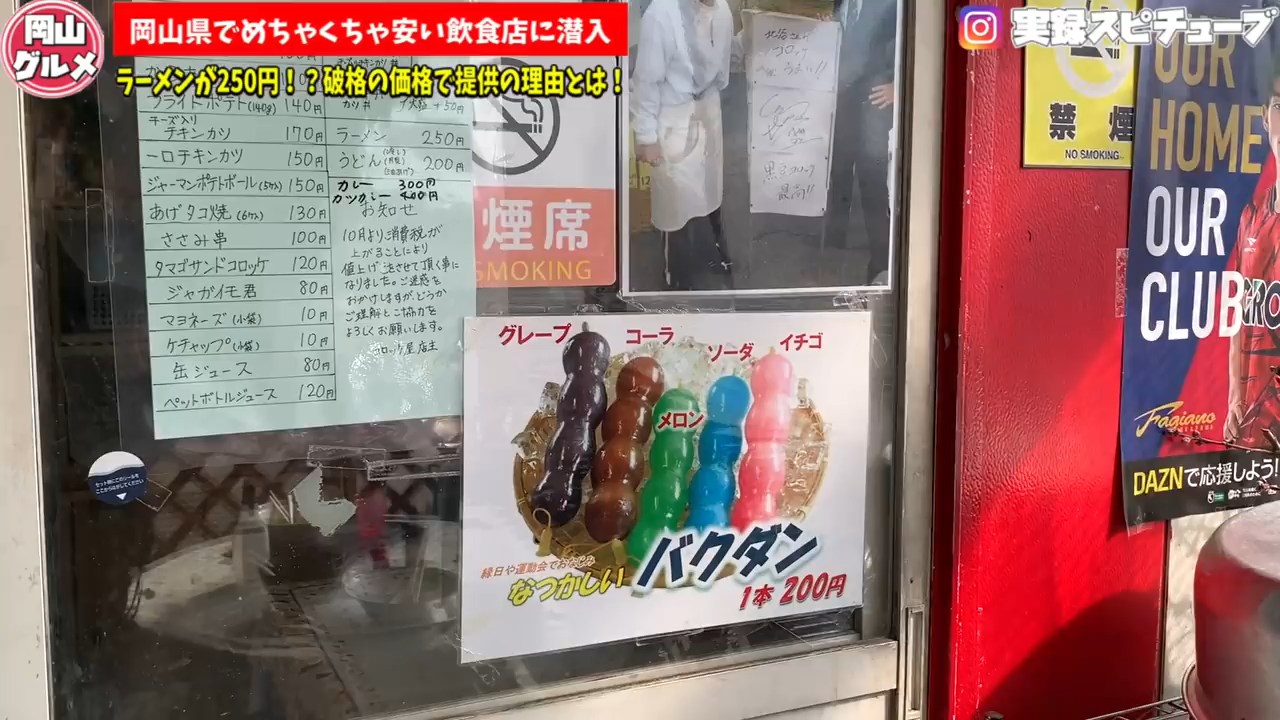 岡山
グルメ
岡山県でめちゃくちゃ安い飲食店に潜入
ラーメンが250円！？破格の価格で提供の理由とは！
実録スピチューブ
フライドポテト(140g) 140円
チーズ入り
チキンカツ 170円
一口チキンカツ 150円
ジャーマンポテトボール(5ケ入) 150円
あげタコ焼(6ケ入) 130円
ささみ串 100円
タマゴサンドコロッケ 120円
ジャガイモ君 80円
マヨネーズ(小袋) 10円
ケチャップ(小袋) 10円
缶ジュース 80円
ペットボトルジュース 120円
ラーメン 250円
うどん 200円
カレー 300円
カツカレー 400円
お知せ
10月より消費税が
上がることにより
値上げさせて頂く事に
なりました。ご迷惑を
おかけしますが、どうか
ご理解とご協力を
よろしくお願いします。
コロッケ屋 店主
煙席
SMOKING
禁煙
NO SMOKING
OUR
HOME
OUR
CLUB
Fagiano
DAZNで応援しよう!
グレープ
コーラ
メロン
ソーダ
イチゴ
縁日や運動会でおなじみ
なつかしい
バクダン
1本 200円